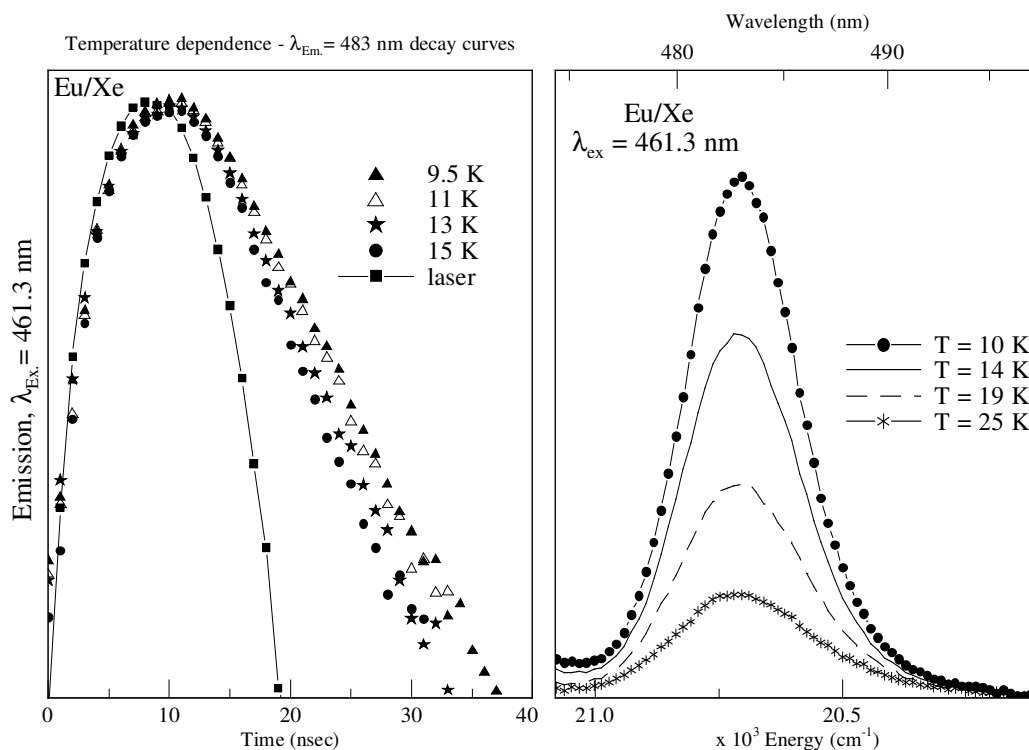 Temperature dependence - λEm.= 483 nm decay curves
Eu/Xe
9.5 K
11 K
13 K
15 K
laser
Emission, λEx.= 461.3 nm
0
10
20
30
40
Time (nsec)
Wavelength (nm)
480
490
Eu/Xe
λex = 461.3 nm
T = 10 K
T = 14 K
T = 19 K
T = 25 K
21.0
20.5
x 10³ Energy (cm⁻¹)